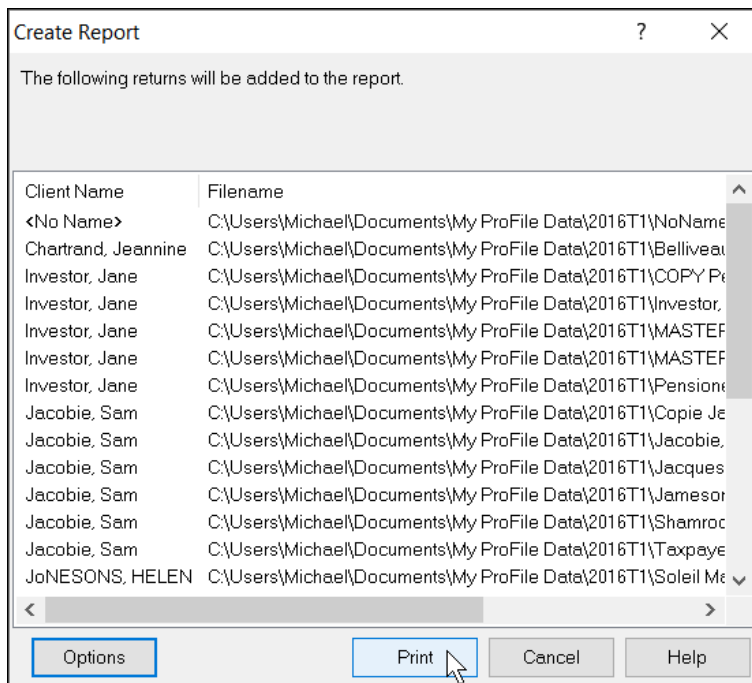 Create Report ?
The following returns will be added to the report.
Client Name Filename
<No Name> C:\Users\Michael\Documents\My ProFile Data\2016T1\NoName
Chartrand, Jeannine C:\Users\Michael\Documents\My ProFile Data\2016T1\Belliveau
Investor, Jane C:\Users\Michael\Documents\My ProFile Data\2016T1\COPY Pe
Investor, Jane C:\Users\Michael\Documents\My ProFile Data\2016T1\Investor,
Investor, Jane C:\Users\Michael\Documents\My ProFile Data\2016T1\MASTER
Investor, Jane C:\Users\Michael\Documents\My ProFile Data\2016T1\MASTER
Investor, Jane C:\Users\Michael\Documents\My ProFile Data\2016T1\Pensione
Jacobie, Sam C:\Users\Michael\Documents\My ProFile Data\2016T1\Copie Ja
Jacobie, Sam C:\Users\Michael\Documents\My ProFile Data\2016T1\Jacobie,
Jacobie, Sam C:\Users\Michael\Documents\My ProFile Data\2016T1\Jacques
Jacobie, Sam C:\Users\Michael\Documents\My ProFile Data\2016T1\Jameson
Jacobie, Sam C:\Users\Michael\Documents\My ProFile Data\2016T1\Shamroc
Jacobie, Sam C:\Users\Michael\Documents\My ProFile Data\2016T1\Taxpaye
JoNESONS, HELEN C:\Users\Michael\Documents\My ProFile Data\2016T1\Soleil Ma
Options Print Cancel Help